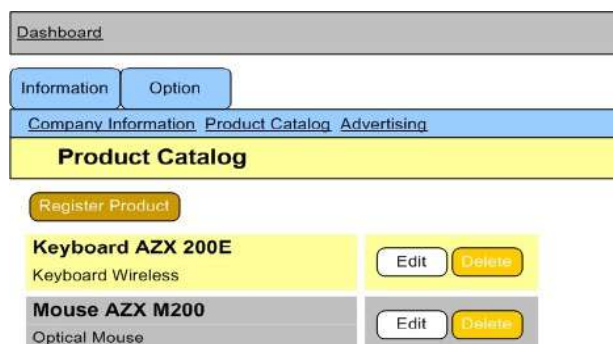 Dashboard
Information Option
Company Information Product Catalog Advertising
Product Catalog
Register Product
Keyboard AZX 200E
Keyboard Wireless
Edit Delete
Mouse AZX M200
Optical Mouse
Edit Delete